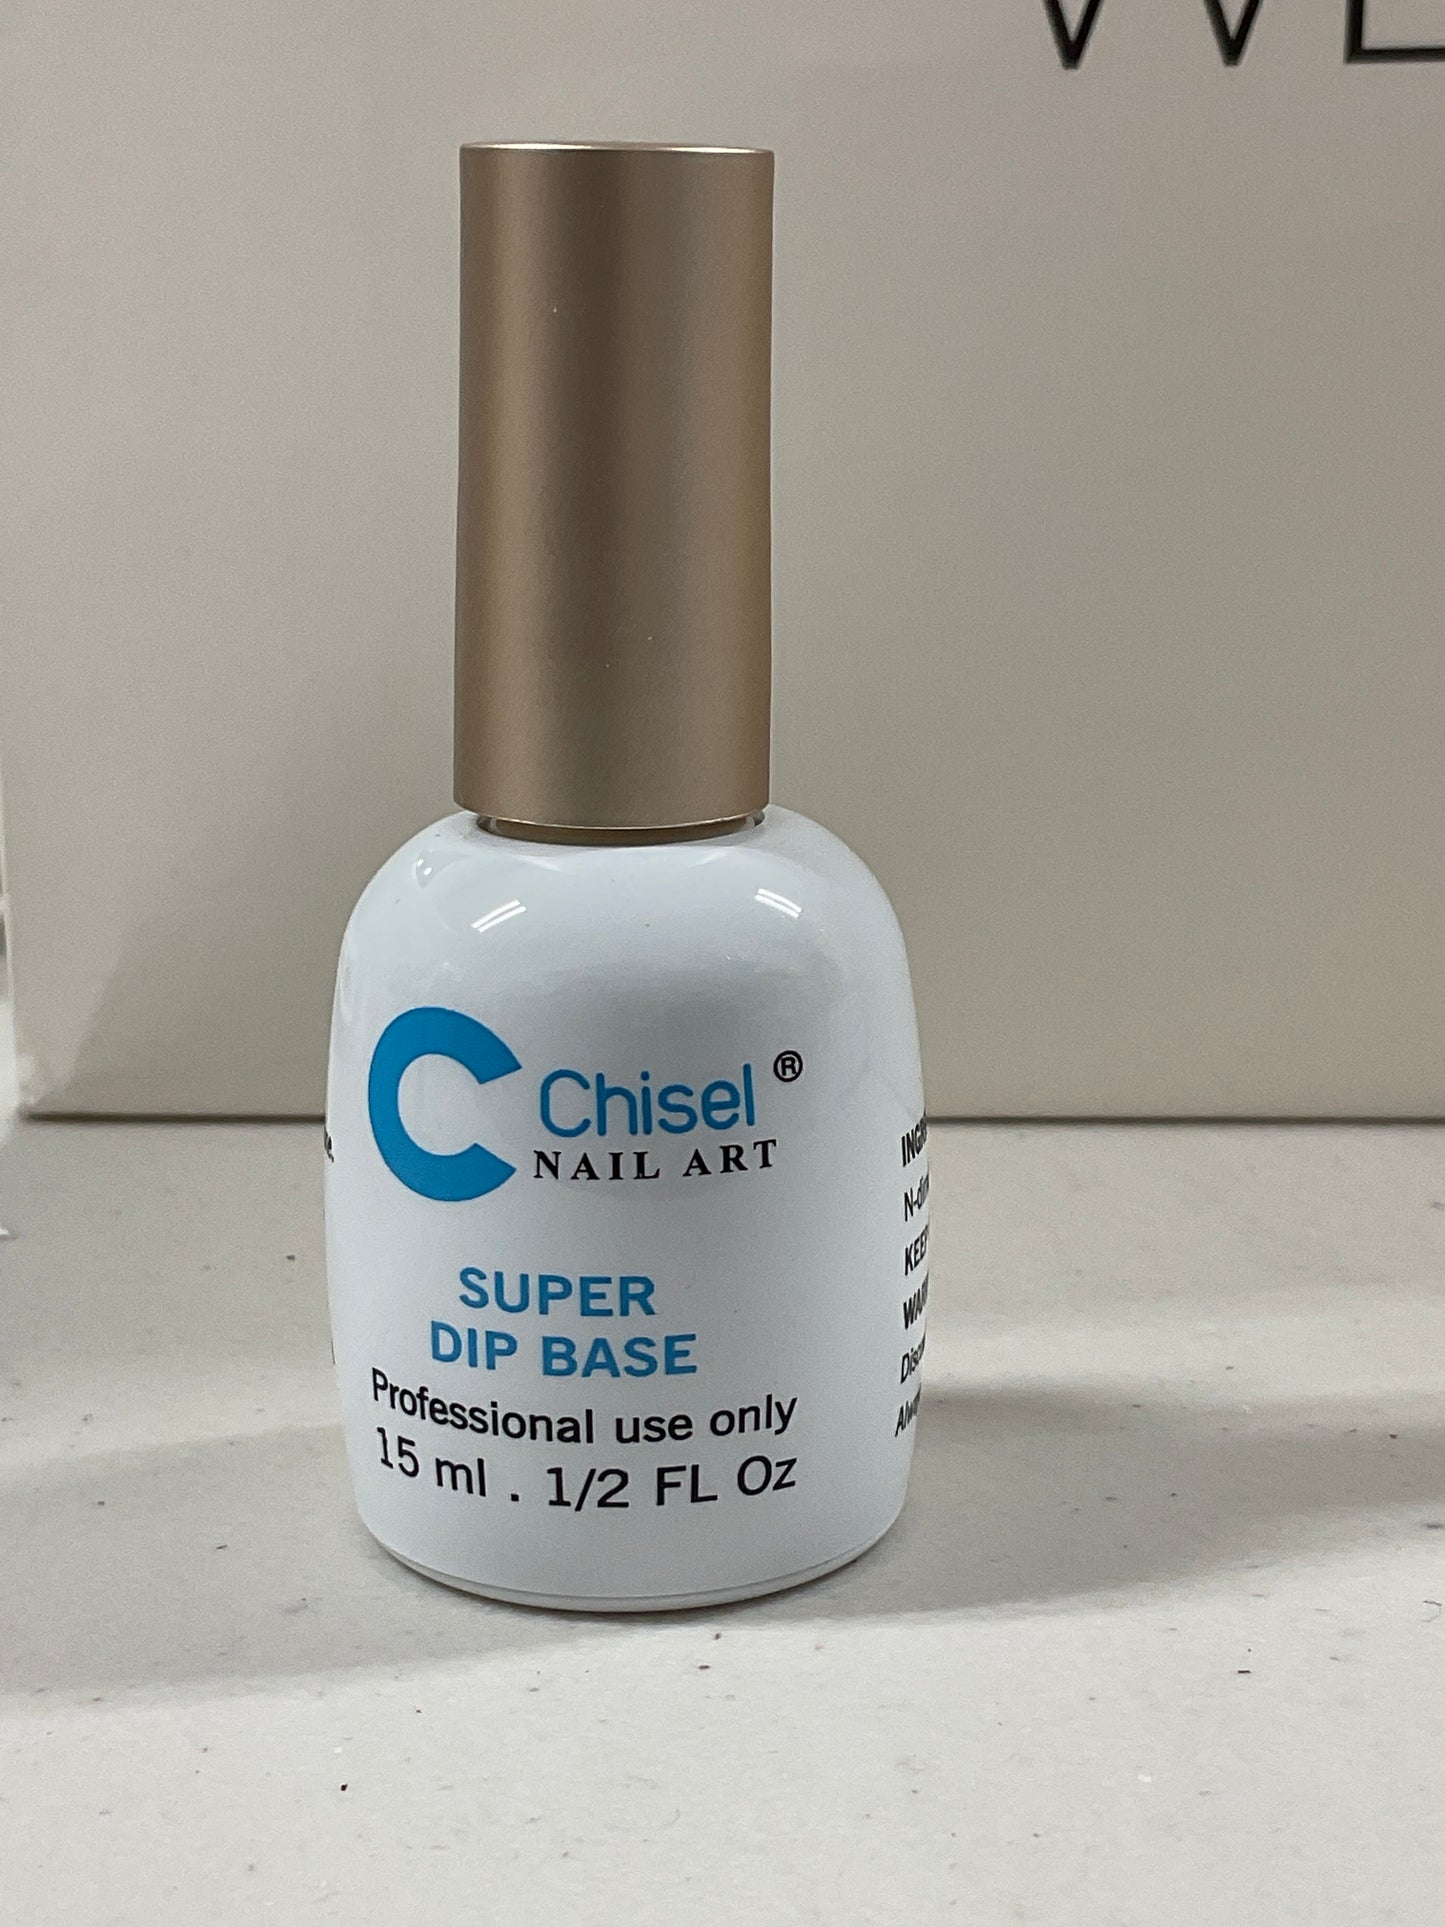 Chisel ®
NAIL ART
SUPER
DIP BASE
Professional use only
15 ml . 1/2 FL Oz